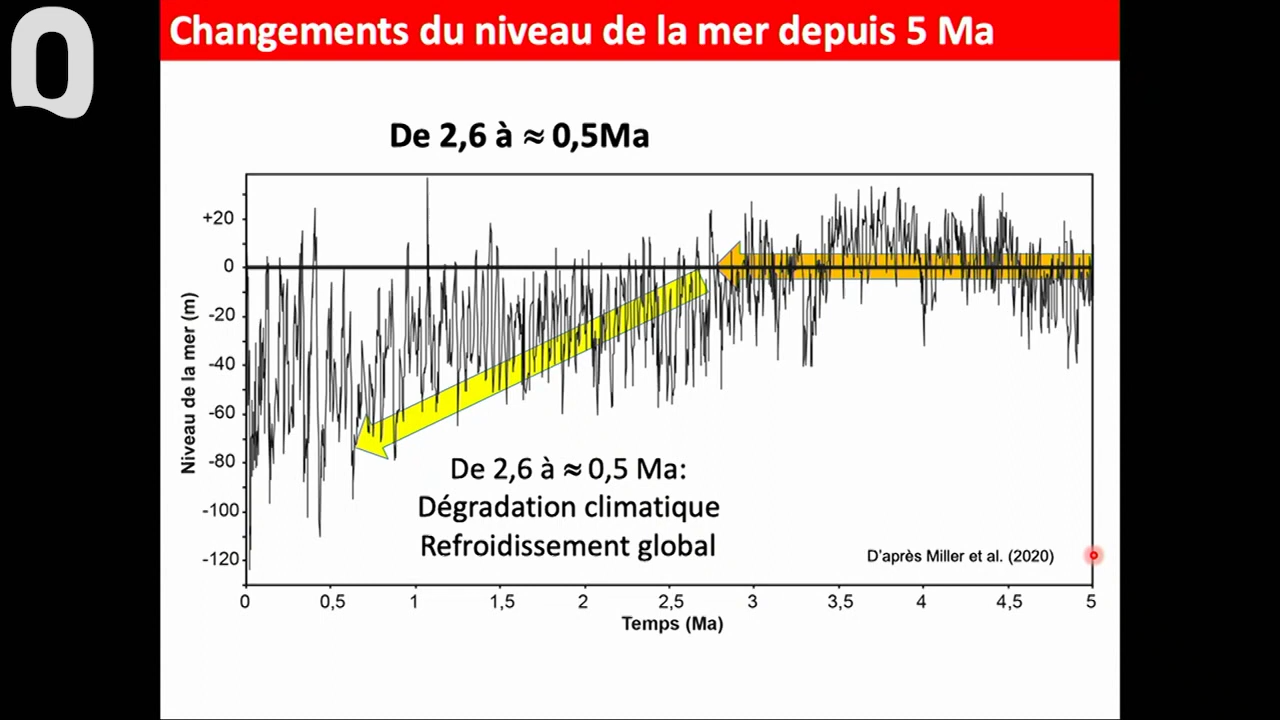 Q
Changements du niveau de la mer depuis 5 Ma
De 2,6 à ≈ 0,5Ma
Niveau de la mer (m)
+20
0
-20
-40
-60
-80
-100
-120
De 2,6 à ≈ 0,5 Ma:
Dégradation climatique
Refroidissement global
D'après Miller et al. (2020)
0 0,5 1 1,5 2 2,5 3 3,5 4 4,5 5
Temps (Ma)